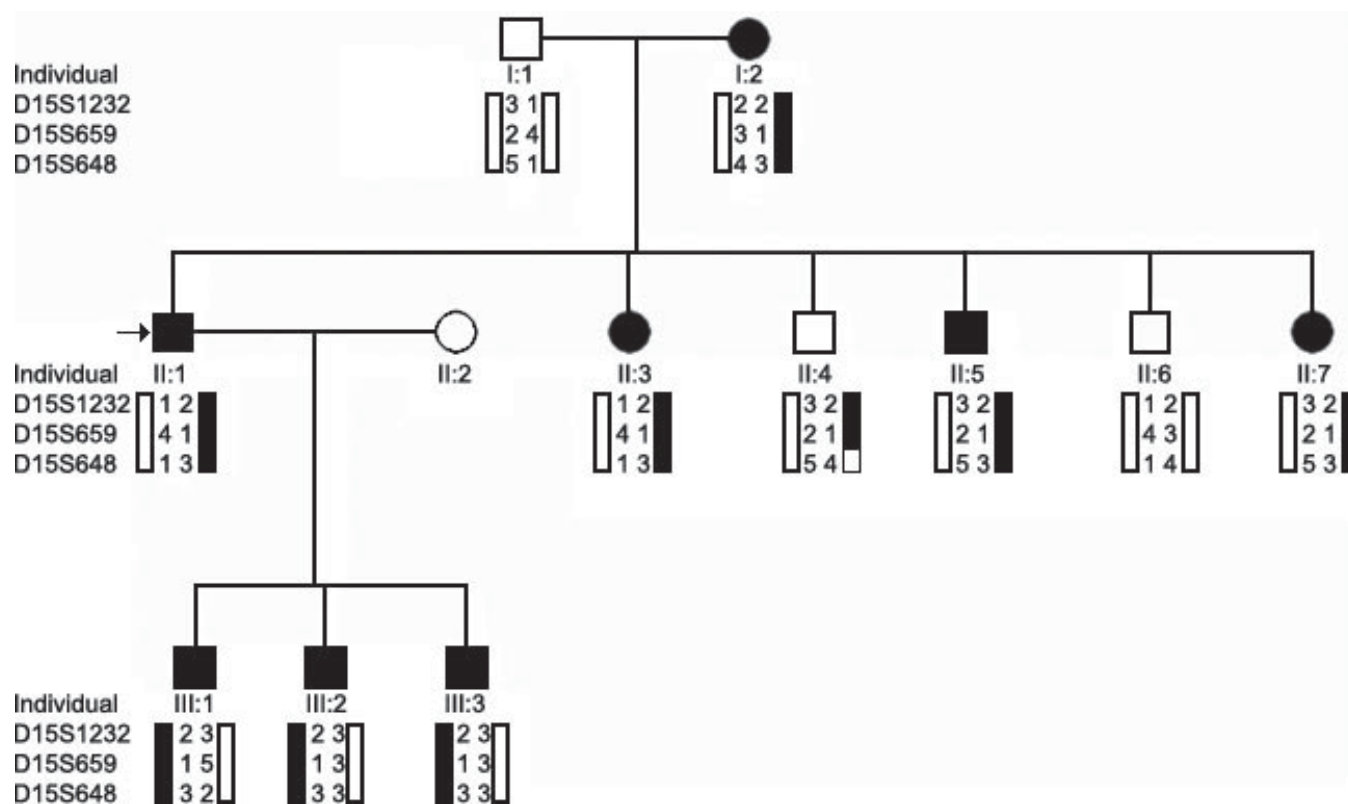 Individual I:1 I:2
D15S1232 3 1 2 2
D15S659 2 4 3 1
D15S648 5 1 4 3
Individual II:1 II:2 II:3 II:4 II:5 II:6 II:7
D15S1232 1 2 1 2 3 2 3 2 1 2 3 2
D15S659 4 1 4 1 2 1 2 1 4 3 2 1
D15S648 1 3 1 3 5 4 5 3 1 4 5 3
Individual III:1 III:2 III:3
D15S1232 2 3 2 3 2 3
D15S659 1 5 1 3 1 3
D15S648 3 2 3 3 3 3